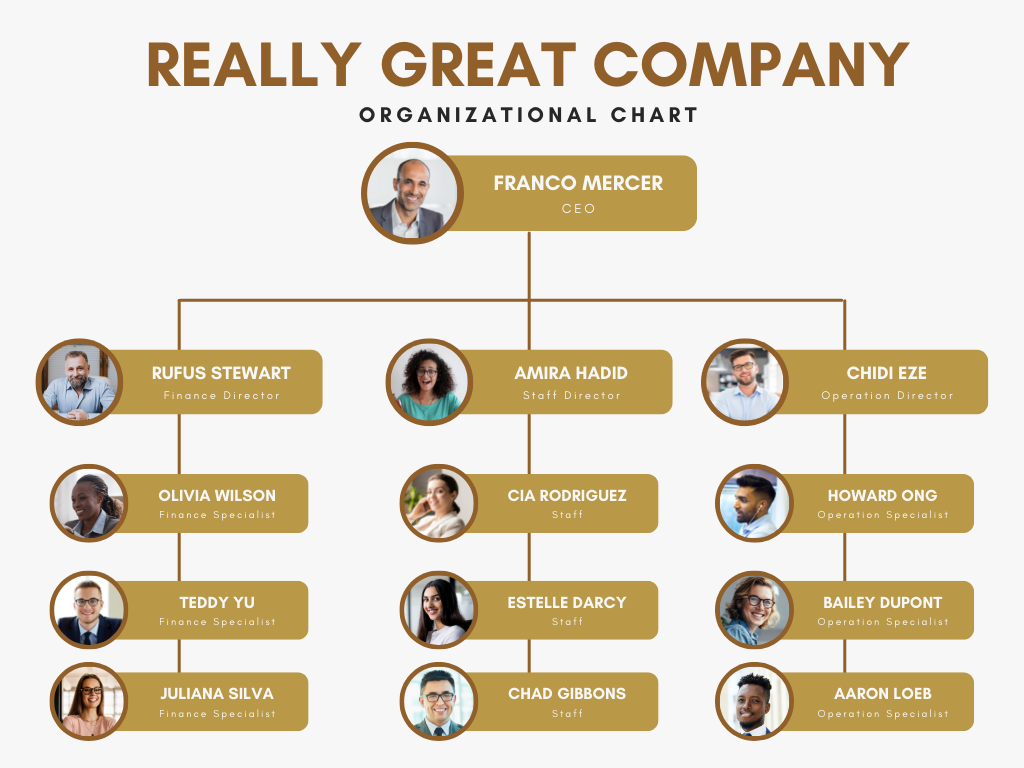 REALLY GREAT COMPANY
ORGANIZATIONAL CHART
FRANCO MERCER
CEO
RUFUS STEWART
Finance Director
AMIRA HADID
Staff Director
CHIDI EZE
Operation Director
OLIVIA WILSON
Finance Specialist
CIA RODRIGUEZ
Staff
HOWARD ONG
Operation Specialist
TEDDY YU
Finance Specialist
ESTELLE DARCY
Staff
BAILEY DUPONT
Operation Specialist
JULIANA SILVA
Finance Specialist
CHAD GIBBONS
Staff
AARON LOEB
Operation Specialist